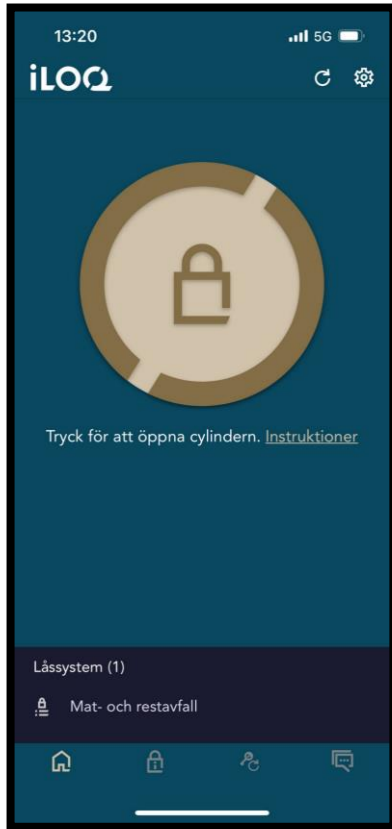 13:20
5G
iLOQ
Tryck för att öppna cylindern. Instruktioner
Låssystem (1)
Mat- och restavfall